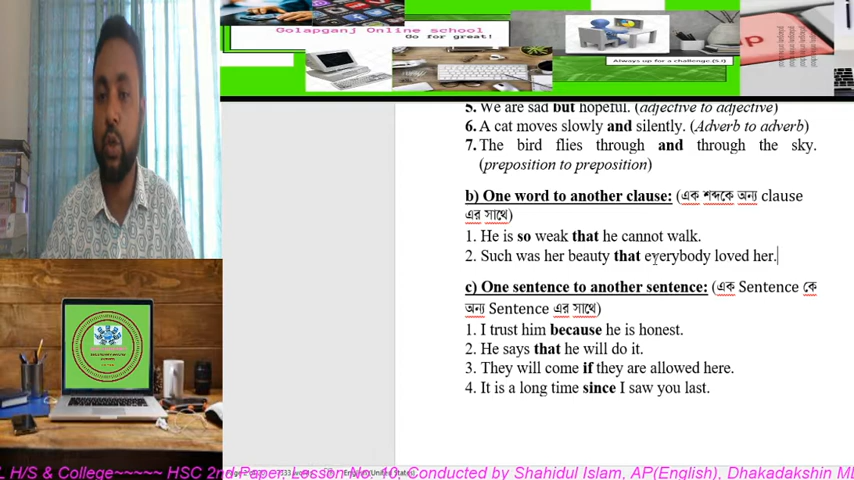 Golapganj Online school
Go for great!
Always up for a challenge.(S.I)
5. We are sad but hopeful. (adjective to adjective)
6. A cat moves slowly and silently. (Adverb to adverb)
7. The bird flies through and through the sky.
(preposition to preposition)
b) One word to another clause: (এক শব্দকে অন্য clause
এর সাথে)
1. He is so weak that he cannot walk.
2. Such was her beauty that everybody loved her.
c) One sentence to another sentence: (এক Sentence কে
অন্য Sentence এর সাথে)
1. I trust him because he is honest.
2. He says that he will do it.
3. They will come if they are allowed here.
4. It is a long time since I saw you last.
L H/S & College~~~~~ HSC 2nd Paper, Lesson No. 10, Conducted by Shahidul Islam, AP(English), Dhakadakshin ML